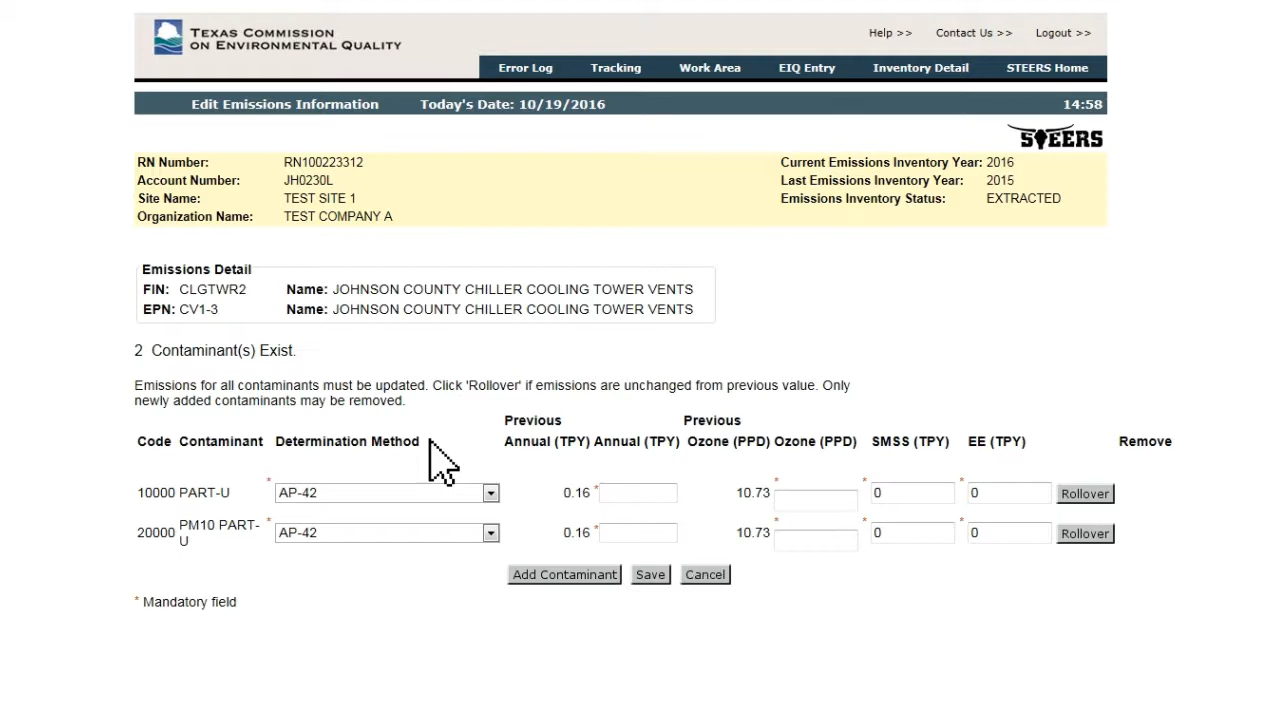 TEXAS COMMISSION
ON ENVIRONMENTAL QUALITY
Help >> Contact Us >> Logout >>
Error Log Tracking Work Area EIQ Entry Inventory Detail STEERS Home
Edit Emissions Information Today's Date: 10/19/2016 14:58
STEERS
RN Number: RN100223312 Current Emissions Inventory Year: 2016
Account Number: JH0230L Last Emissions Inventory Year: 2015
Site Name: TEST SITE 1 Emissions Inventory Status: EXTRACTED
Organization Name: TEST COMPANY A
Emissions Detail
FIN: CLGTWR2 Name: JOHNSON COUNTY CHILLER COOLING TOWER VENTS
EPN: CV1-3 Name: JOHNSON COUNTY CHILLER COOLING TOWER VENTS
2 Contaminant(s) Exist.
Emissions for all contaminants must be updated. Click 'Rollover' if emissions are unchanged from previous value. Only
newly added contaminants may be removed.
Previous Previous
Code Contaminant Determination Method Annual (TPY) Annual (TPY) Ozone (PPD) Ozone (PPD) SMSS (TPY) EE (TPY) Remove
10000 PART-U * AP-42 0.16 * 10.73 * * 0 * 0 Rollover
20000 PM10 PART-U * AP-42 0.16 * 10.73 * * 0 * 0 Rollover
Add Contaminant Save Cancel
* Mandatory field